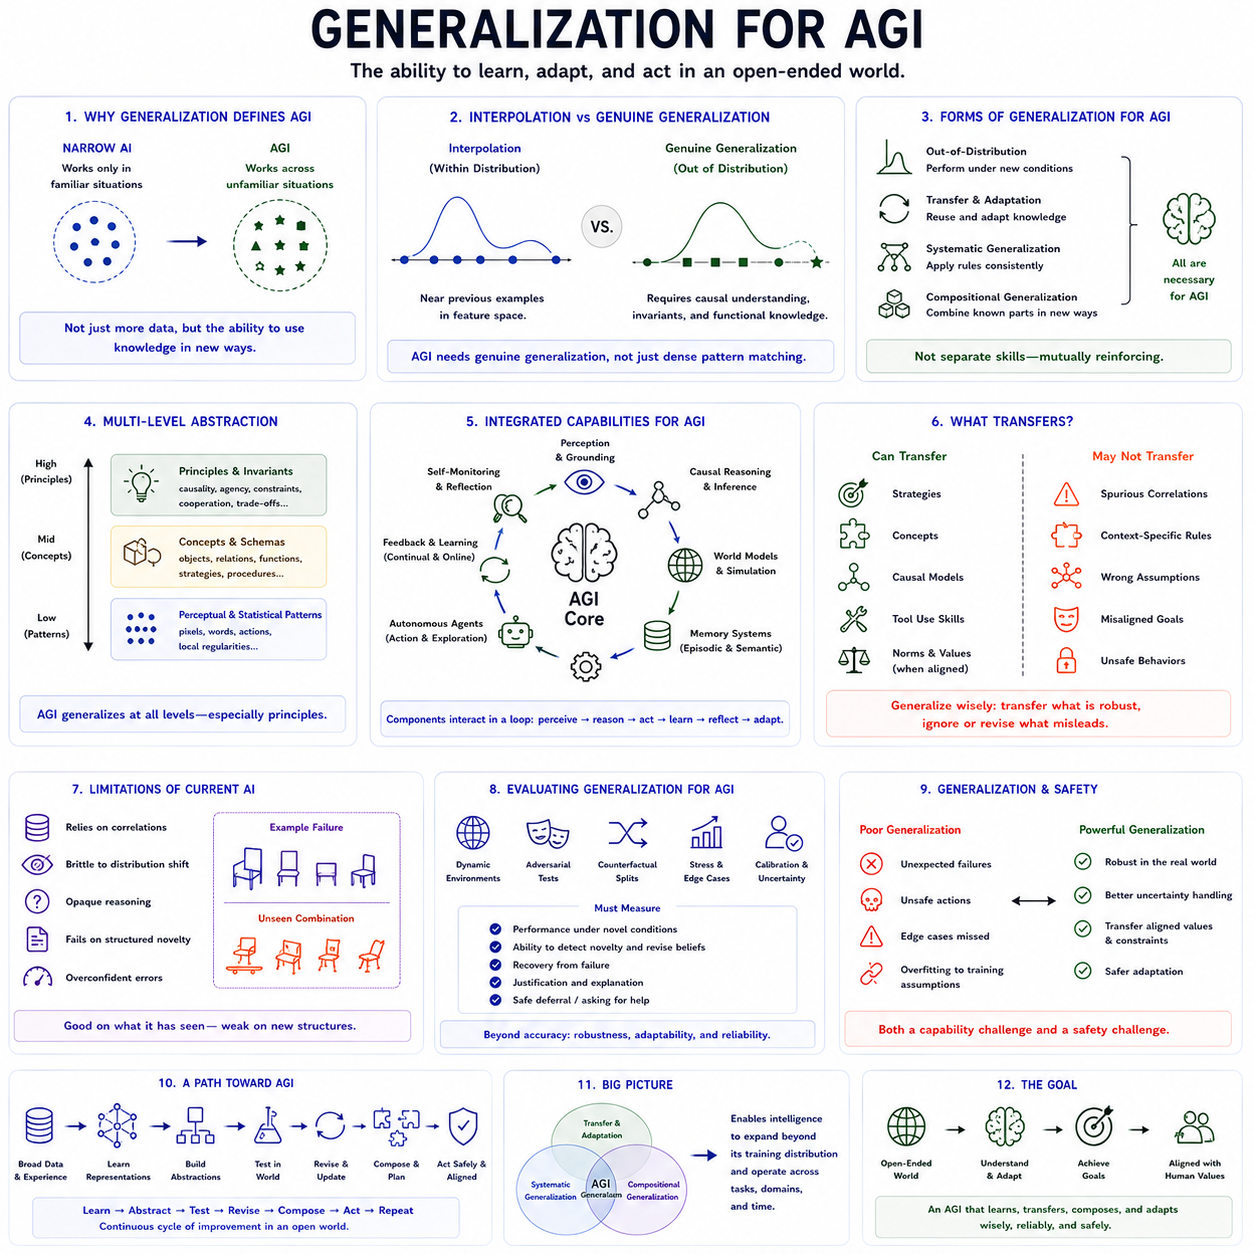 GENERALIZATION FOR AGI
The ability to learn, adapt, and act in an open-ended world.
1. WHY GENERALIZATION DEFINES AGI
NARROW AI
Works only in
familiar situations
AGI
Works across
unfamiliar situations
Not just more data, but the ability to use
knowledge in new ways.
2. INTERPOLATION vs GENUINE GENERALIZATION
Interpolation
(Within Distribution)
VS.
Genuine Generalization
(Out of Distribution)
Near previous examples
in feature space.
Requires causal understanding,
invariants, and functional knowledge.
AGI needs genuine generalization, not just dense pattern matching.
3. FORMS OF GENERALIZATION FOR AGI
Out-of-Distribution
Perform under new conditions
Transfer & Adaptation
Reuse and adapt knowledge
Systematic Generalization
Apply rules consistently
Compositional Generalization
Combine known parts in new ways
All are
necessary
for AGI
Not separate skills—mutually reinforcing.
4. MULTI-LEVEL ABSTRACTION
High
(Principles)
Principles & Invariants
causality, agency, constraints,
cooperation, trade-offs...
Mid
(Concepts)
Concepts & Schemas
objects, relations, functions,
strategies, procedures...
Low
(Patterns)
Perceptual & Statistical Patterns
pixels, words, actions,
local regularities...
AGI generalizes at all levels—especially principles.
5. INTEGRATED CAPABILITIES FOR AGI
Perception
& Grounding
Causal Reasoning
& Inference
World Models
& Simulation
Memory Systems
(Episodic & Semantic)
Autonomous Agents
(Action & Exploration)
Feedback & Learning
(Continual & Online)
Self-Monitoring
& Reflection
AGI
Core
Components interact in a loop: perceive → reason → act → learn → reflect → adapt.
6. WHAT TRANSFERS?
Can Transfer
Strategies
Concepts
Causal Models
Tool Use Skills
Norms & Values
(when aligned)
May Not Transfer
Spurious Correlations
Context-Specific Rules
Wrong Assumptions
Misaligned Goals
Unsafe Behaviors
Generalize wisely: transfer what is robust,
ignore or revise what misleads.
7. LIMITATIONS OF CURRENT AI
Relies on correlations
Brittle to distribution shift
Opaque reasoning
Fails on structured novelty
Overconfident errors
Example Failure
Unseen Combination
Good on what it has seen— weak on new structures.
8. EVALUATING GENERALIZATION FOR AGI
Dynamic
Environments
Adversarial
Tests
Counterfactual
Splits
Stress &
Edge Cases
Calibration &
Uncertainty
Must Measure
Performance under novel conditions
Ability to detect novelty and revise beliefs
Recovery from failure
Justification and explanation
Safe deferral / asking for help
Beyond accuracy: robustness, adaptability, and reliability.
9. GENERALIZATION & SAFETY
Poor Generalization
Unexpected failures
Unsafe actions
Edge cases missed
Overfitting to training
assumptions
Powerful Generalization
Robust in the real world
Better uncertainty handling
Transfer aligned values
& constraints
Safer adaptation
Both a capability challenge and a safety challenge.
10. A PATH TOWARD AGI
Broad Data
& Experience
Learn
Representations
Build
Abstractions
Test in
World
Revise &
Update
Compose &
Plan
Act Safely &
Aligned
Learn → Abstract → Test → Revise → Compose → Act → Repeat
Continuous cycle of improvement in an open world.
11. BIG PICTURE
Transfer &
Adaptation
Systematic
Generalization
AGI
Compositional
Generalization
Enables intelligence
to expand beyond
its training distribution
and operate across
tasks, domains,
and time.
12. THE GOAL
Open-Ended
World
Understand
& Adapt
Achieve
Goals
Aligned with
Human Values
An AGI that learns, transfers, composes, and adapts
wisely, reliably, and safely.